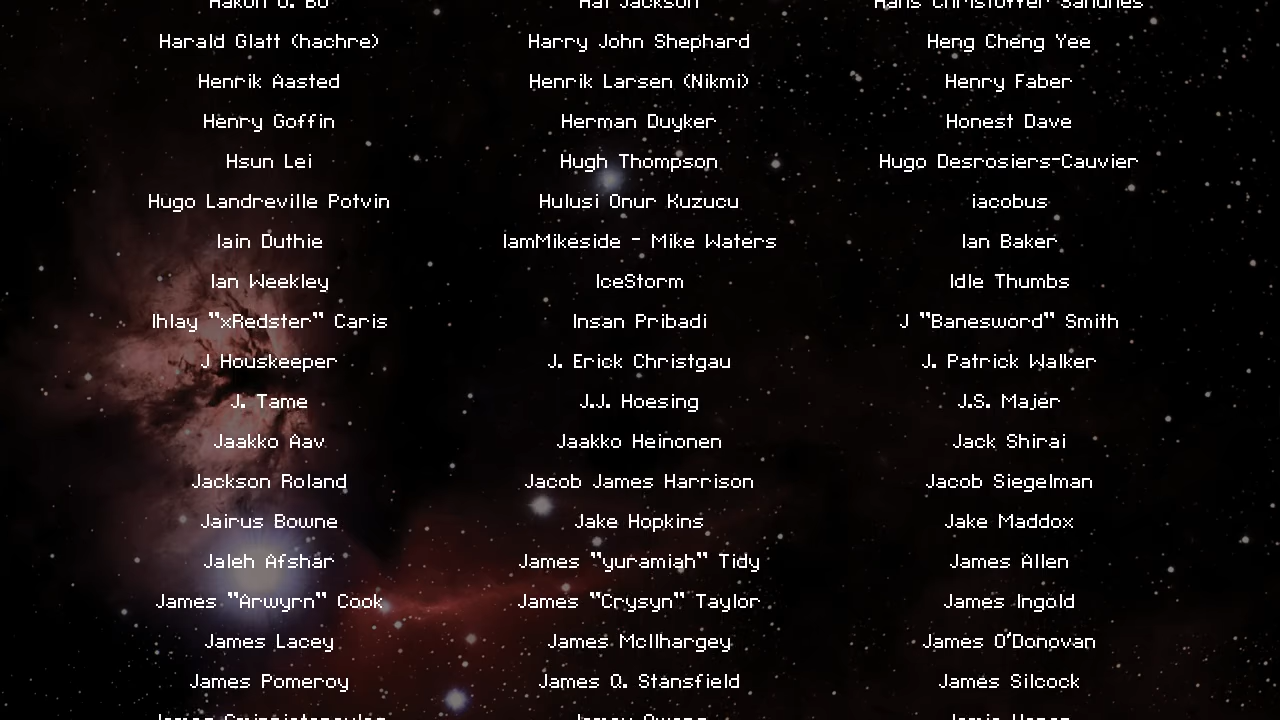 Hal Jackson
Harald Glatt (hachre) Harry John Shephard Heng Cheng Yee
Henrik Aasted Henrik Larsen (Nikmi) Henry Faber
Henry Goffin Herman Duyker Honest Dave
Hsun Lei Hugh Thompson Hugo Desrosiers-Cauvier
Hugo Landreville Potvin Hulusi Onur Kuzucu iacobus
Iain Duthie IamMikeside - Mike Waters Ian Baker
Ian Weekley IceStorm Idle Thumbs
Ihlay "xRedster" Caris Insan Pribadi J "Banesword" Smith
J Houskeeper J. Erick Christgau J. Patrick Walker
J. Tame J.J. Hoesing J.S. Majer
Jaakko Aav Jaakko Heinonen Jack Shirai
Jackson Roland Jacob James Harrison Jacob Siegelman
Jairus Bowne Jake Hopkins Jake Maddox
Jaleh Afshar James "yuramiah" Tidy James Allen
James "Arwyrn" Cook James "Crysyn" Taylor James Ingold
James Lacey James McIlhargey James O'Donovan
James Pomeroy James Q. Stansfield James Silcock